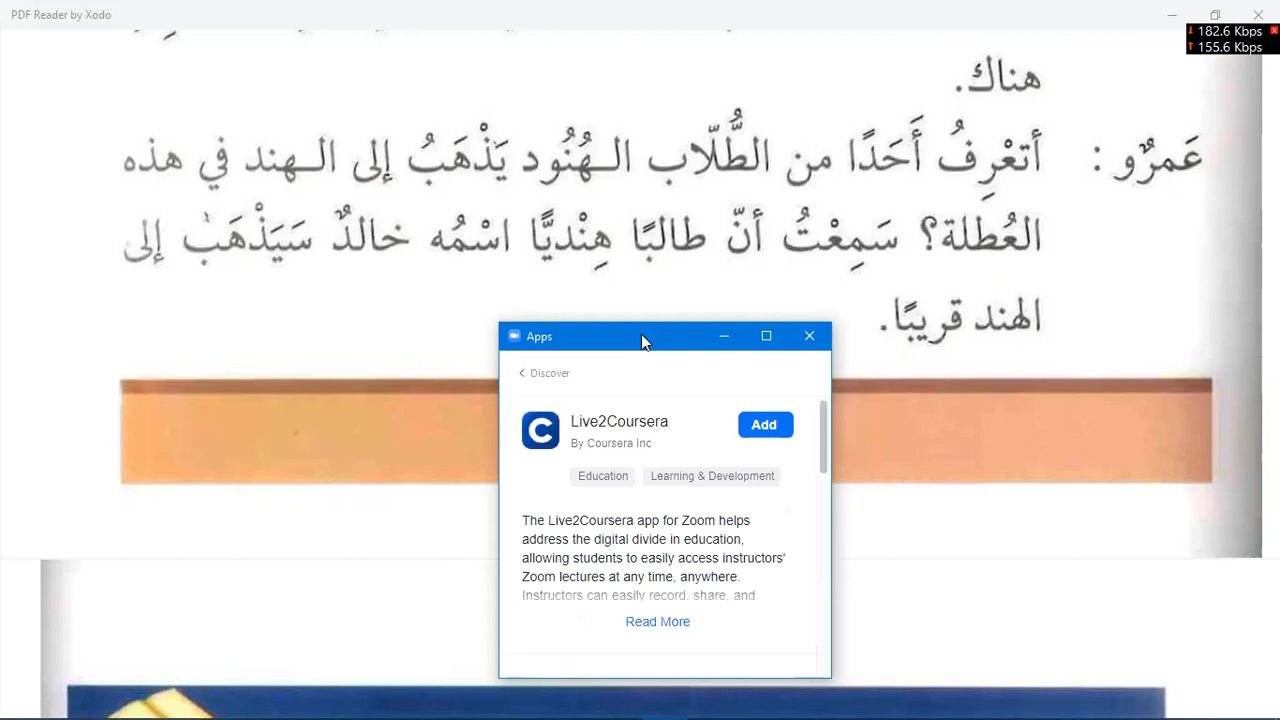 PDF Reader by Xodo
182.6 Kbps
155.6 Kbps
هناك.
عَمرٌو : أتعْرِفُ أَحَدًا من الطُّلّاب الـهُنُود يَذْهَبُ إلى الـهند في هذه
العُطلة؟ سَمِعْتُ أنّ طالبًا هِنْديًّا اسْمُه خالدٌ سَيَذْهَبُ إلى
الهند قريبًا.
Apps
Discover
Live2Coursera
Add
By Coursera Inc
Education Learning & Development
The Live2Coursera app for Zoom helps
address the digital divide in education,
allowing students to easily access instructors'
Zoom lectures at any time, anywhere.
Instructors can easily record, share, and
Read More